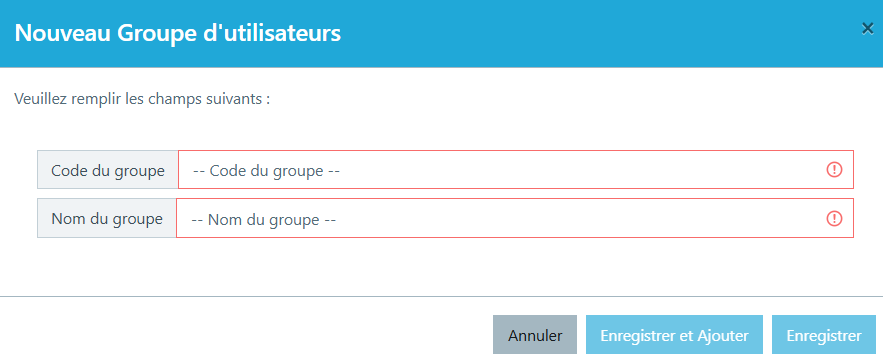 Nouveau Groupe d'utilisateurs
×
Veuillez remplir les champs suivants :
Code du groupe -- Code du groupe --
Nom du groupe -- Nom du groupe --
Annuler Enregistrer et Ajouter Enregistrer